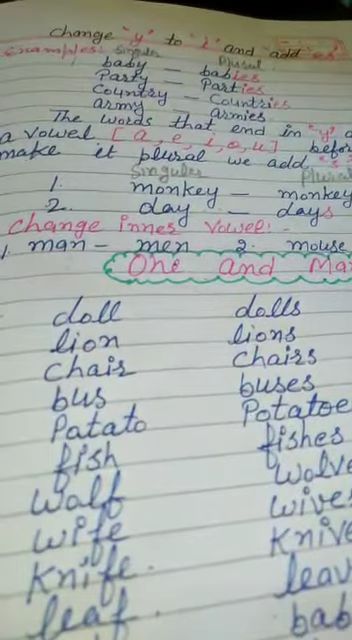 change "y" to "i" and add "es"
Examples: Singular Plural
baby — babies
Party — Parties
Country — Countries
army — armies
The words that end in "y"
a vowel [a, e, i, o, u] befor
make it plural we add "s"
Singular Plural
1. monkey — monkey
2. day — days
Change inner vowel:-
1. man - men 2. mouse
One and Ma
doll dolls
lion lions
Chair Chairs
bus buses
Patato Potatoe
fish fishes
Walf Wolve
Wife Wives
Knife. Knive
leaf. leav
bab